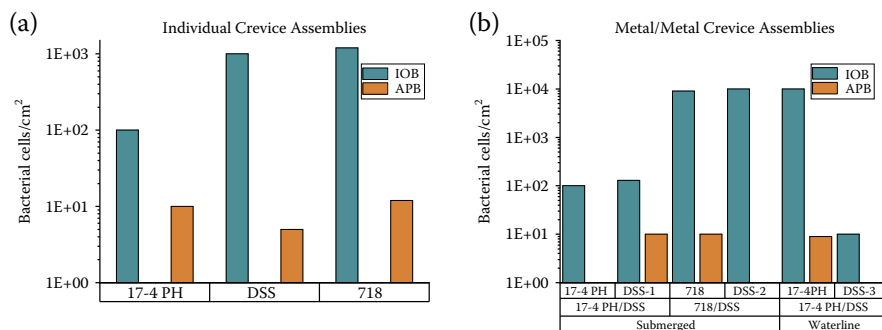 (a)
Individual Crevice Assemblies
Bacterial cells/cm²
1E+03
1E+02
1E+01
1E+00
IOB
APB
17-4 PH DSS 718
(b)
Metal/Metal Crevice Assemblies
Bacterial cells/cm²
1E+05
1E+04
1E+03
1E+02
1E+01
1E+00
IOB
APB
17-4 PH DSS-1 718 DSS-2 17-4PH DSS-3
17-4 PH/DSS 718/DSS 17-4 PH/DSS
Submerged Waterline